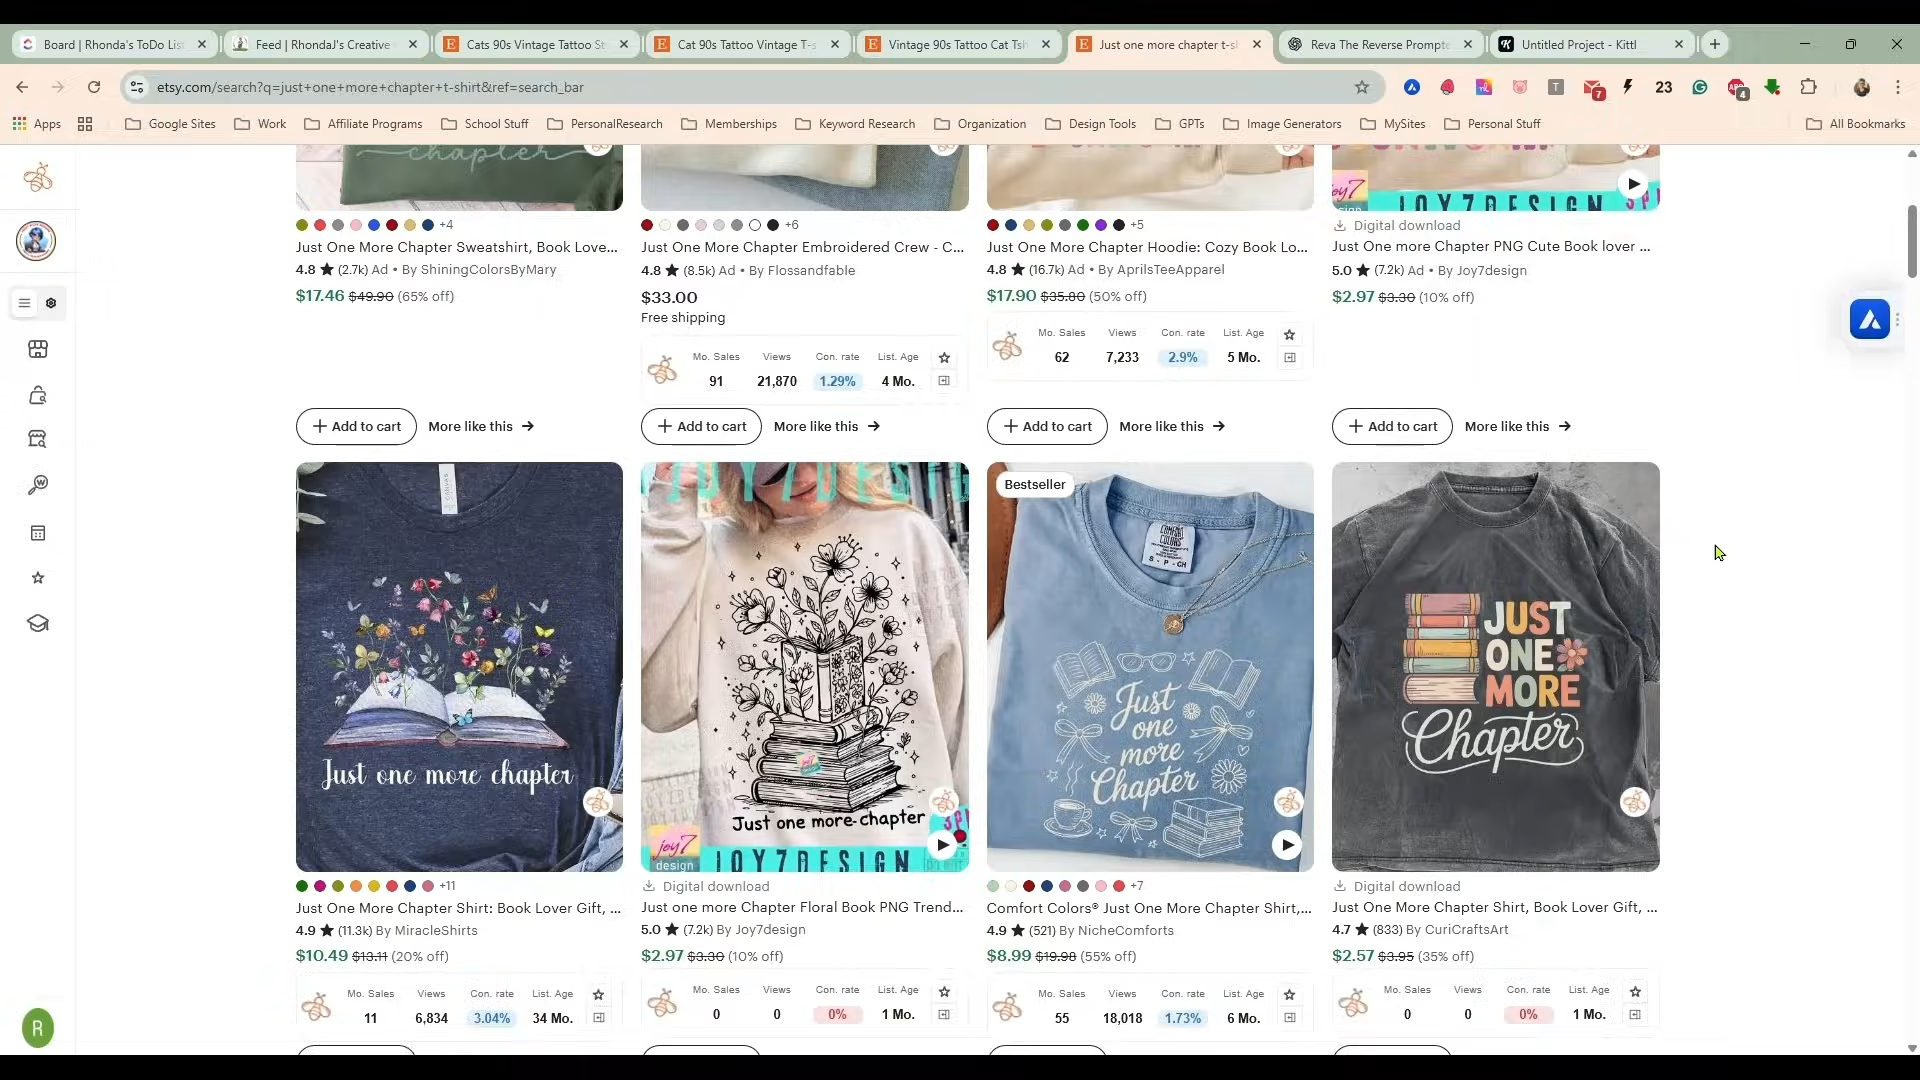 Board | Rhonda's ToDo Lis
Feed | RhondaJ's Creative
Cats 90s Vintage Tattoo St
Cat 90s Tattoo Vintage T-s
Vintage 90s Tattoo Cat Tsh
Just one more chapter t-sh
Reva The Reverse Prompte
Untitled Project - Kittl
etsy.com/search?q=just+one+more+chapter+t-shirt&ref=search_bar
7
23
4
Apps
Google Sites
Work
Affiliate Programs
School Stuff
PersonalResearch
Memberships
Keyword Research
Organization
Design Tools
GPTs
Image Generators
MySites
Personal Stuff
All Bookmarks
chapter
joy7
JOY7DESIGN
+4
+6
+5
Digital download
Just One More Chapter Sweatshirt, Book Love...
Just One More Chapter Embroidered Crew - C...
Just One More Chapter Hoodie: Cozy Book Lo...
Just One more Chapter PNG Cute Book lover ...
4.8 ★ (2.7k) Ad • By ShiningColorsByMary
4.8 ★ (8.5k) Ad • By Flossandfable
4.8 ★ (16.7k) Ad • By AprilsTeeApparel
5.0 ★ (7.2k) Ad • By Joy7design
$17.46 $49.90 (65% off)
$33.00
Free shipping
$17.90 $35.80 (50% off)
$2.97 $3.30 (10% off)
Mo. Sales Views Con. rate List. Age
91 21,870 1.29% 4 Mo.
Mo. Sales Views Con. rate List. Age
62 7,233 2.9% 5 Mo.
+ Add to cart More like this →
+ Add to cart More like this →
+ Add to cart More like this →
+ Add to cart More like this →
Just one more chapter
JOY7DESIGN
Just one more chapter
joy7
design
JOY7DESIGN
Bestseller
COMFORT
COLORS
Just
one
more
Chapter
JUST
ONE
MORE
Chapter
+11
Digital download
+7
Digital download
Just One More Chapter Shirt: Book Lover Gift, ...
Just one more Chapter Floral Book PNG Trend...
Comfort Colors® Just One More Chapter Shirt,...
Just One More Chapter Shirt, Book Lover Gift, ...
4.9 ★ (11.3k) By MiracleShirts
5.0 ★ (7.2k) By Joy7design
4.9 ★ (521) By NicheComforts
4.7 ★ (833) By CuriCraftsArt
$10.49 $13.11 (20% off)
$2.97 $3.30 (10% off)
$8.99 $19.98 (55% off)
$2.57 $3.95 (35% off)
Mo. Sales Views Con. rate List. Age
11 6,834 3.04% 34 Mo.
Mo. Sales Views Con. rate List. Age
0 0 0% 1 Mo.
Mo. Sales Views Con. rate List. Age
55 18,018 1.73% 6 Mo.
Mo. Sales Views Con. rate List. Age
0 0 0% 1 Mo.
R